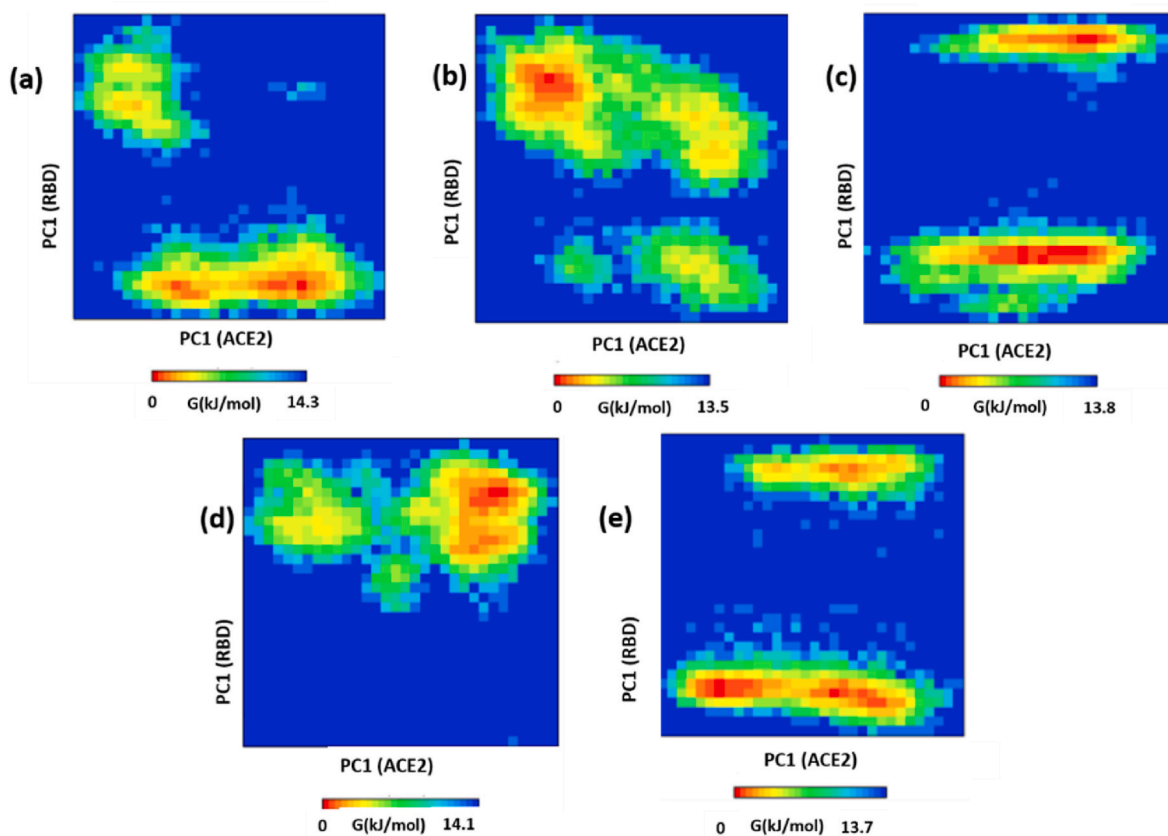 (a)
PC1 (RBD)
PC1 (ACE2)
0 G(kJ/mol) 14.3
(b)
PC1 (RBD)
PC1 (ACE2)
0 G(kJ/mol) 13.5
(c)
PC1 (RBD)
PC1 (ACE2)
0 G(kJ/mol) 13.8
(d)
PC1 (RBD)
PC1 (ACE2)
0 G(kJ/mol) 14.1
(e)
PC1 (RBD)
PC1 (ACE2)
0 G(kJ/mol) 13.7